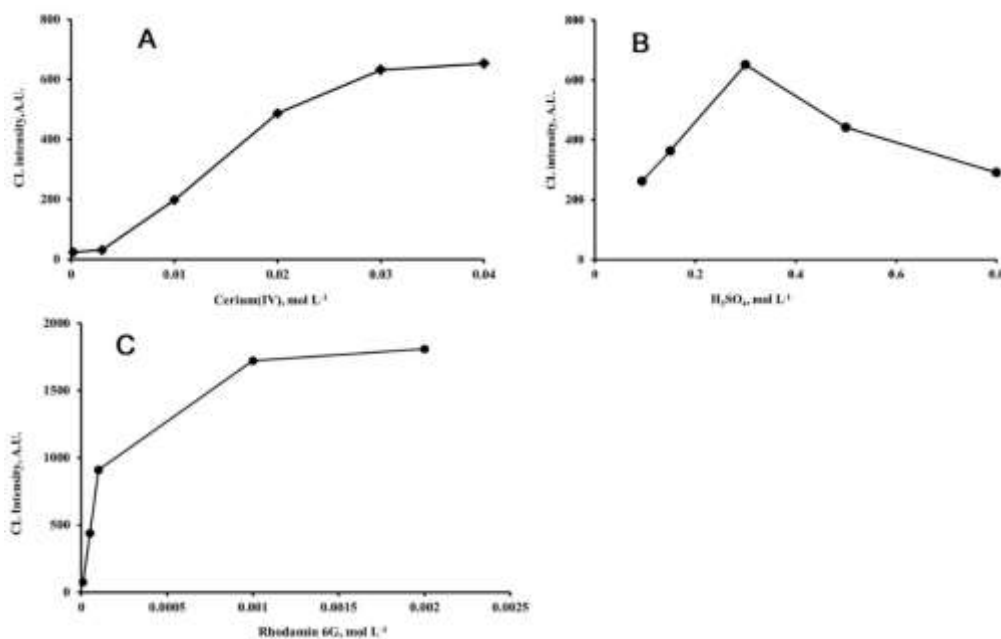 A
800
600
400
200
0
CL intensity,A.U.
0 0.01 0.02 0.03 0.04
Cerium(IV), mol L⁻¹
B
800
600
400
200
0
CL intensity, A.U.
0 0.2 0.4 0.6 0.8
H₂SO₄, mol L⁻¹
C
2000
1500
1000
500
0
CL Intensity, A.U.
0 0.0005 0.001 0.0015 0.002 0.0025
Rhodamin 6G, mol L⁻¹